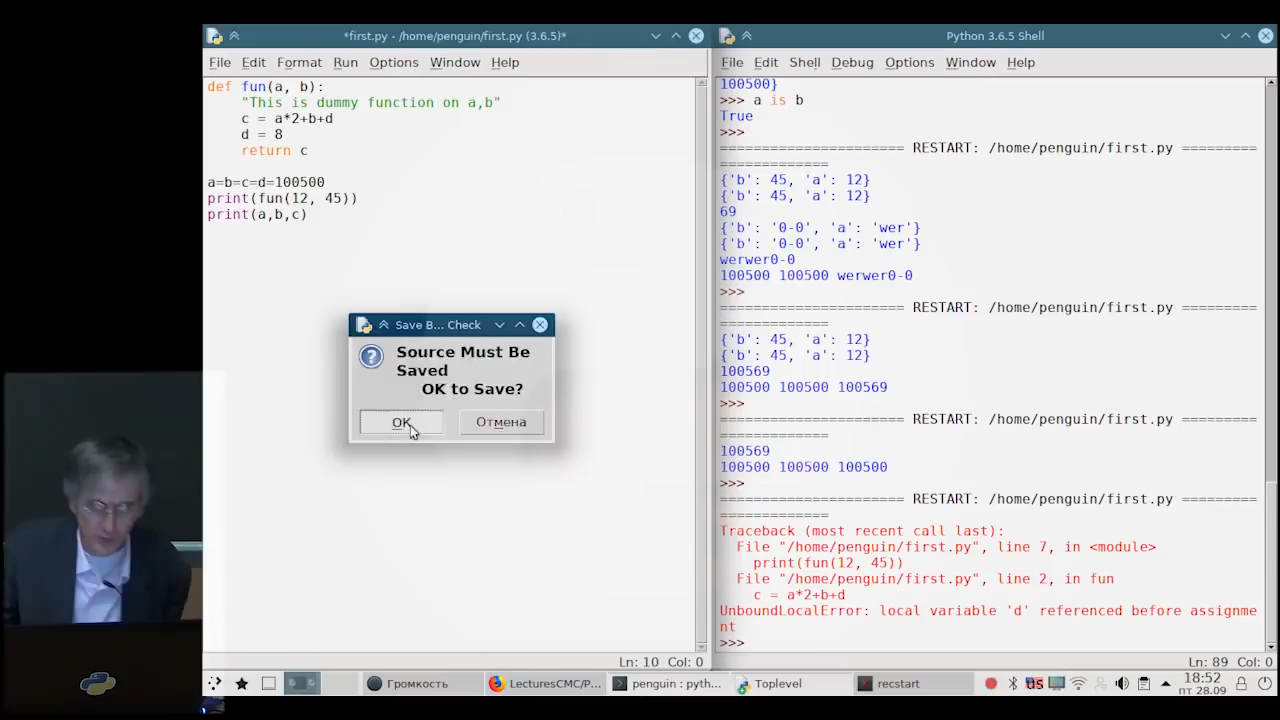 *first.py - /home/penguin/first.py (3.6.5)*
File Edit Format Run Options Window Help
def fun(a, b):
    "This is dummy function on a,b"
    c = a*2+b+d
    d = 8
    return c
a=b=c=d=100500
print(fun(12, 45))
print(a,b,c)
Ln: 10 Col: 0
Save B... Check
Source Must Be
Saved
OK to Save?
OK Отмена
Python 3.6.5 Shell
File Edit Shell Debug Options Window Help
100500}
>>> a is b
True
>>>
====================== RESTART: /home/penguin/first.py =========
=============
{'b': 45, 'a': 12}
{'b': 45, 'a': 12}
69
{'b': '0-0', 'a': 'wer'}
{'b': '0-0', 'a': 'wer'}
werwer0-0
100500 100500 werwer0-0
>>>
====================== RESTART: /home/penguin/first.py =========
=============
{'b': 45, 'a': 12}
{'b': 45, 'a': 12}
100569
100500 100500 100569
>>>
====================== RESTART: /home/penguin/first.py =========
=============
100569
100500 100500 100500
>>>
====================== RESTART: /home/penguin/first.py =========
=============
Traceback (most recent call last):
  File "/home/penguin/first.py", line 7, in <module>
    print(fun(12, 45))
  File "/home/penguin/first.py", line 2, in fun
    c = a*2+b+d
UnboundLocalError: local variable 'd' referenced before assignme
nt
>>>
Ln: 89 Col: 0
Громкость LecturesCMC/P... penguin : pyth... Toplevel recstart US 18:52
пт 28.09